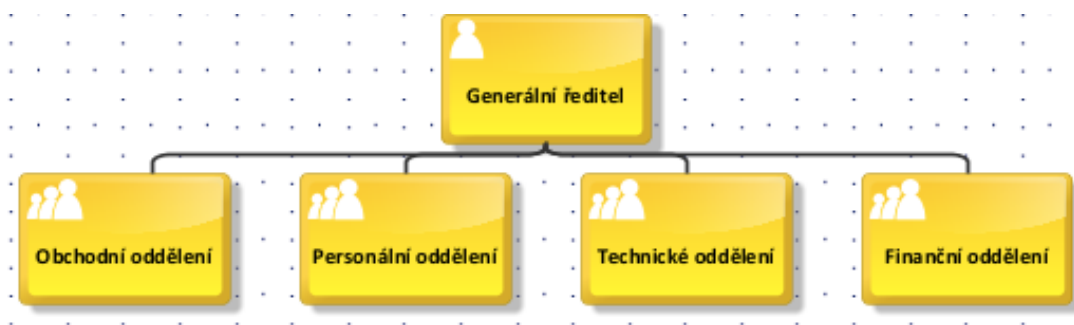 Generální ředitel
Obchodní oddělení
Personální oddělení
Technické oddělení
Finanční oddělení